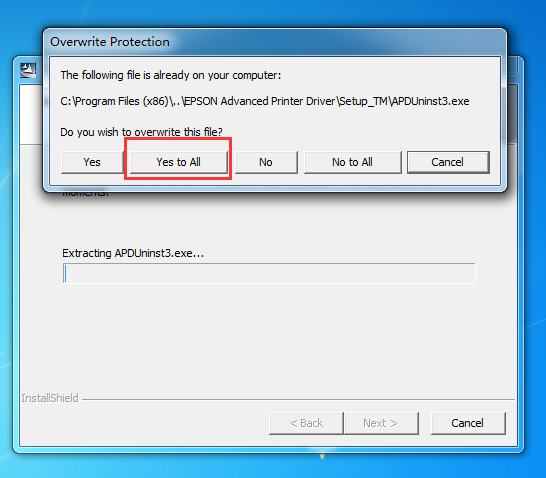 Overwrite Protection
The following file is already on your computer:
C:\Program Files (x86)\..\EPSON Advanced Printer Driver\Setup_TM\APDUninst3.exe
Do you wish to overwrite this file?
Yes Yes to All No No to All Cancel
moments.
Extracting APDUninst3.exe...
InstallShield
< Back Next > Cancel